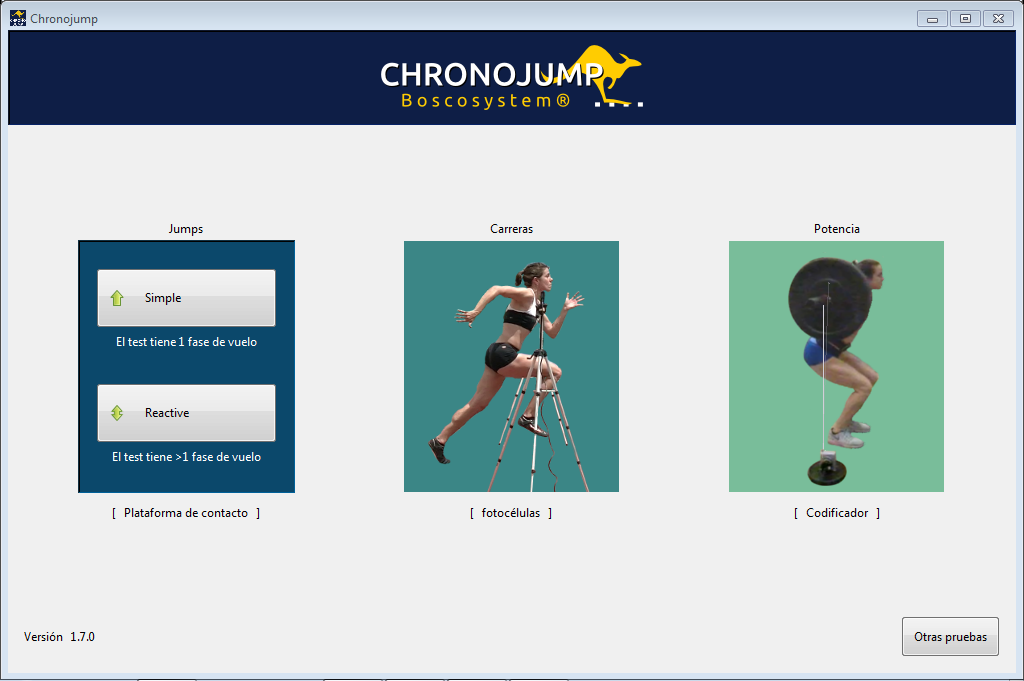 Chronojump
CHRONOJUMP
Boscosystem®
Jumps
Simple
El test tiene 1 fase de vuelo
Reactive
El test tiene >1 fase de vuelo
[ Plataforma de contacto ]
Carreras
[ fotocélulas ]
Potencia
[ Codificador ]
Versión 1.7.0
Otras pruebas